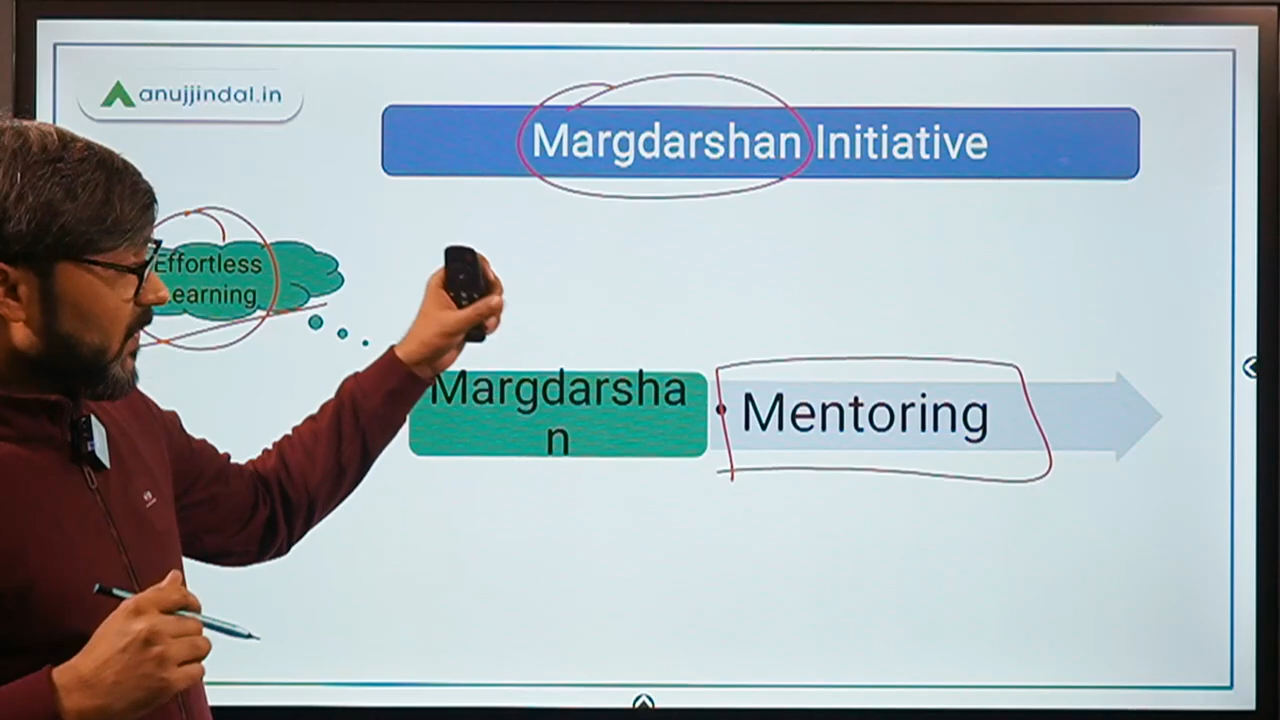 anujjindal.in
Margdarshan Initiative
Effortless
Learning
Margdarsha
n
• Mentoring